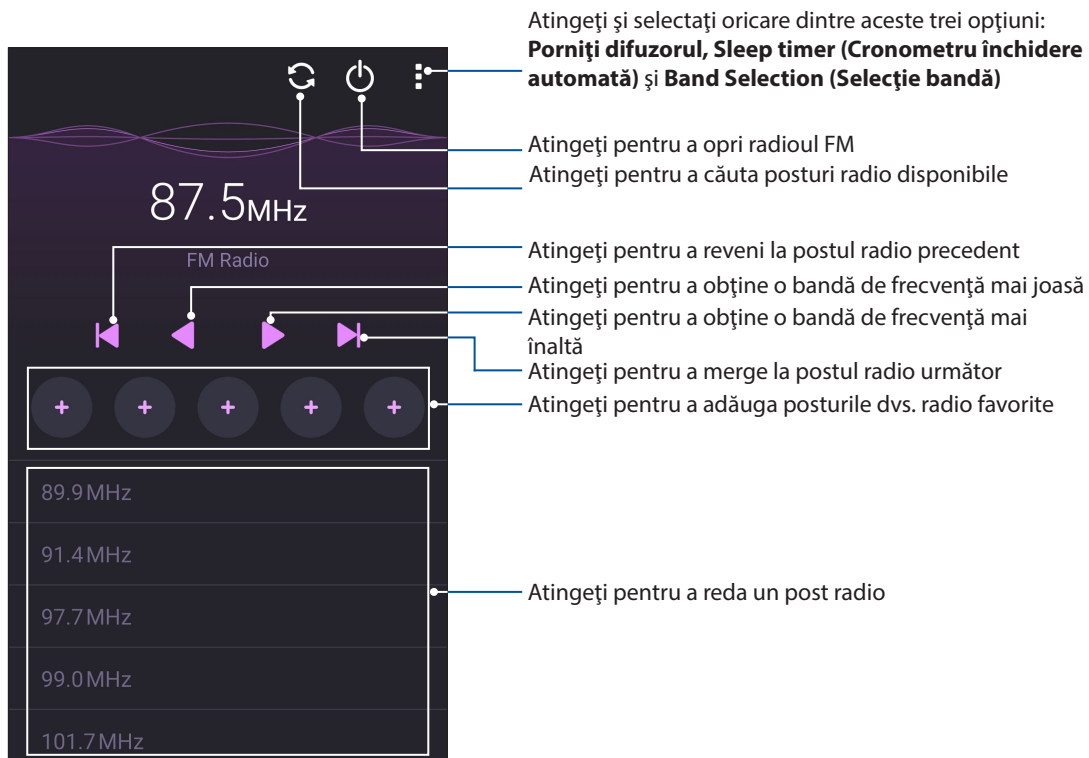 Atingeţi şi selectaţi oricare dintre aceste trei opţiuni:
Porniţi difuzorul, Sleep timer (Cronometru închidere
automată) şi Band Selection (Selecţie bandă)
Atingeţi pentru a opri radioul FM
Atingeţi pentru a căuta posturi radio disponibile
87.5MHz
FM Radio
Atingeţi pentru a reveni la postul radio precedent
Atingeţi pentru a obţine o bandă de frecvenţă mai joasă
Atingeţi pentru a obţine o bandă de frecvenţă mai
înaltă
Atingeţi pentru a merge la postul radio următor
Atingeţi pentru a adăuga posturile dvs. radio favorite
+ + + + +
89.9MHz
91.4MHz
97.7MHz
99.0MHz
101.7MHz
Atingeţi pentru a reda un post radio